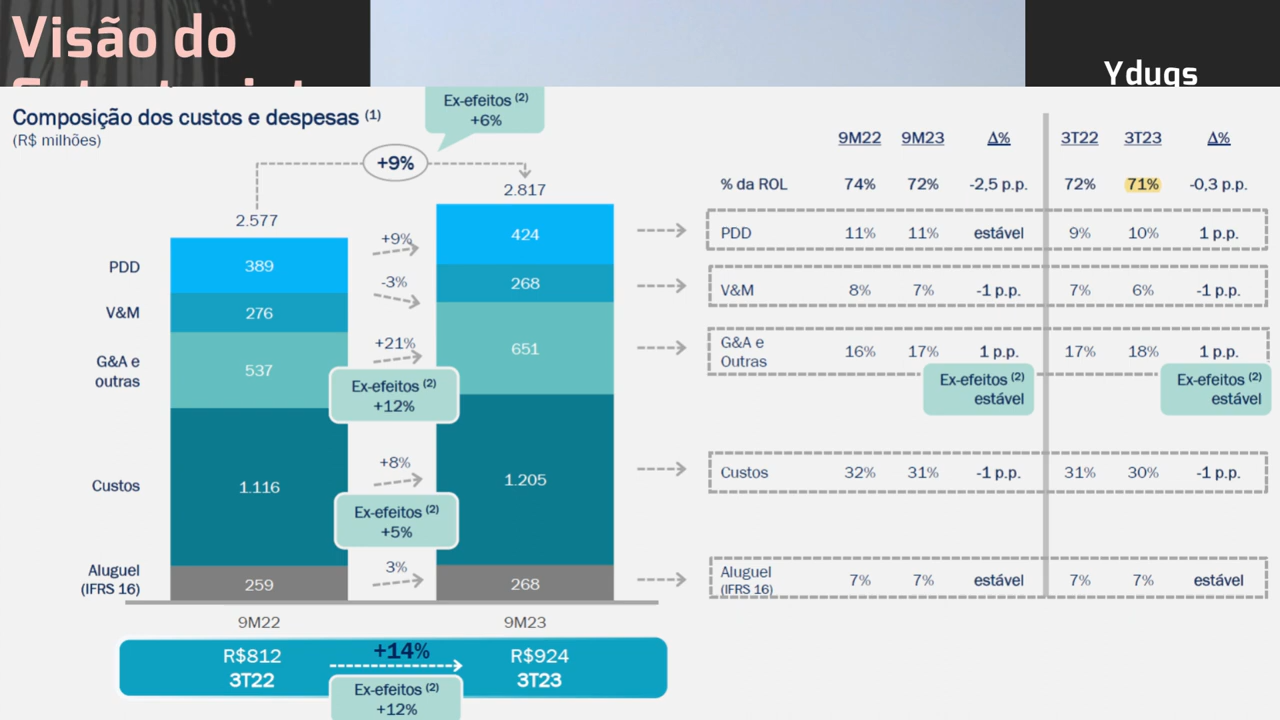 Visão do
Yduqs
Composição dos custos e despesas (1)
(R$ milhões)
Ex-efeitos (2)
+6%
+9%
2.577
2.817
PDD
389
+9%
424
V&M
276
-3%
268
G&A e
outras
537
+21%
651
Ex-efeitos (2)
+12%
Custos
1.116
+8%
1.205
Ex-efeitos (2)
+5%
Aluguel
(IFRS 16)
259
3%
268
9M22
9M23
R$812
3T22
+14%
R$924
3T23
Ex-efeitos (2)
+12%
9M22 9M23 Δ% 3T22 3T23 Δ%
% da ROL 74% 72% -2,5 p.p. 72% 71% -0,3 p.p.
PDD 11% 11% estável 9% 10% 1 p.p.
V&M 8% 7% -1 p.p. 7% 6% -1 p.p.
G&A e
Outras 16% 17% 1 p.p. 17% 18% 1 p.p.
Ex-efeitos (2)
estável
Ex-efeitos (2)
estável
Custos 32% 31% -1 p.p. 31% 30% -1 p.p.
Aluguel
(IFRS 16) 7% 7% estável 7% 7% estável